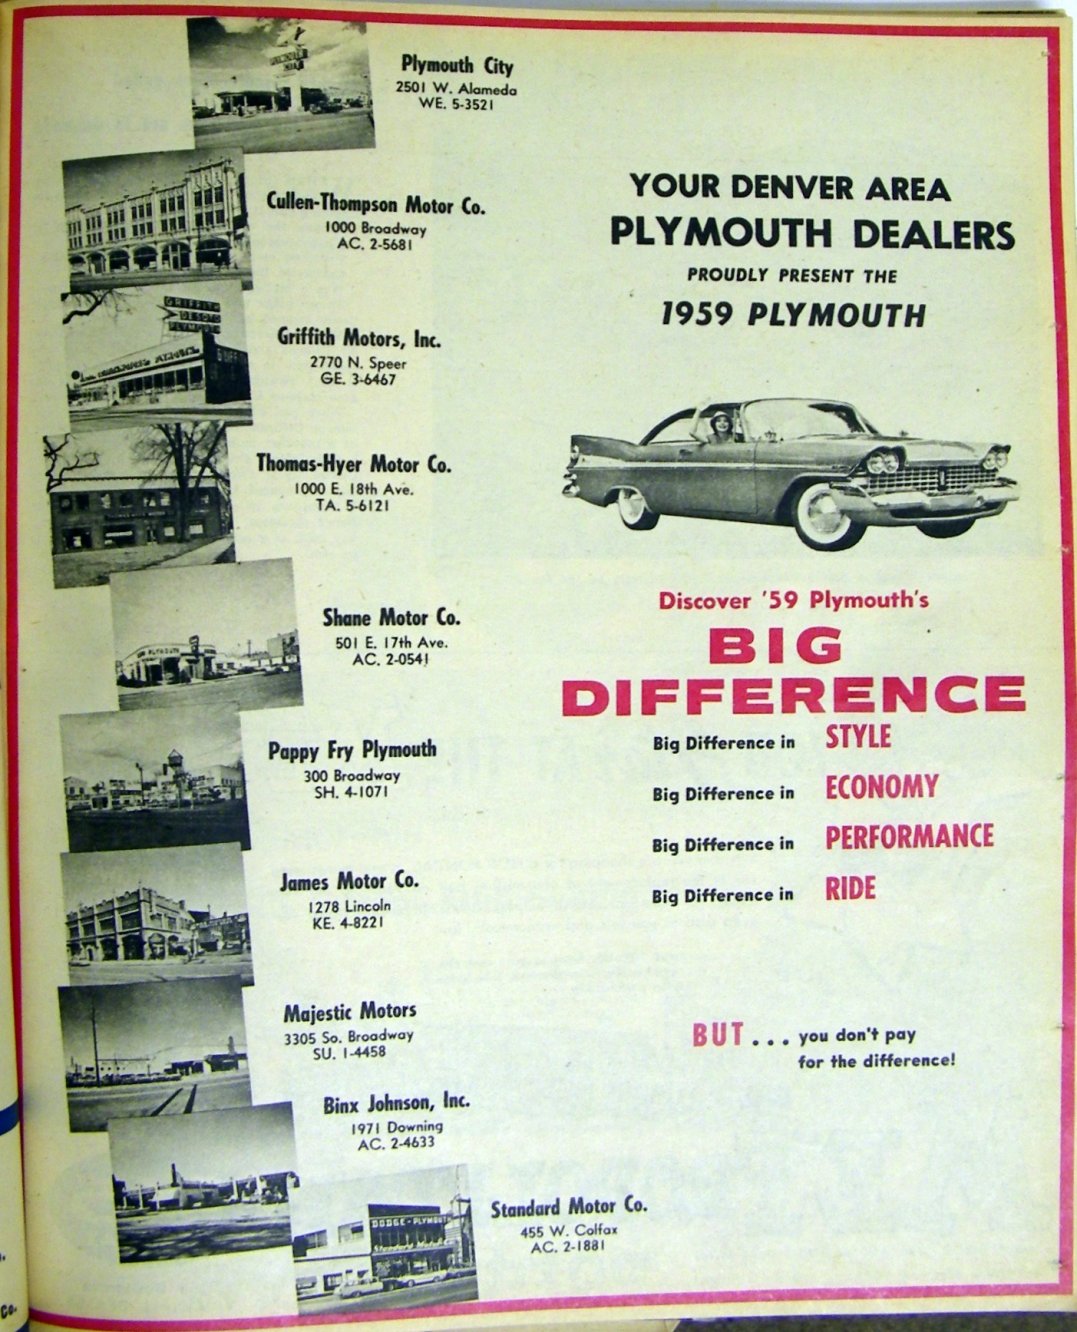 Plymouth City
2501 W. Alameda
WE. 5-3521
Cullen-Thompson Motor Co.
1000 Broadway
AC. 2-5681
GRIFFITH
DE SOTO
PLYMOUTH
Griffith Motors, Inc.
2770 N. Speer
GE. 3-6467
Thomas-Hyer Motor Co.
1000 E. 18th Ave.
TA. 5-6121
Shane Motor Co.
501 E. 17th Ave.
AC. 2-0541
Pappy Fry Plymouth
300 Broadway
SH. 4-1071
James Motor Co.
1278 Lincoln
KE. 4-8221
Majestic Motors
3305 So. Broadway
SU. 1-4458
Binx Johnson, Inc.
1971 Downing
AC. 2-4633
DODGE-PLYMOUT
Standard Motor
Standard Motor Co.
455 W. Colfax
AC. 2-1881
YOUR DENVER AREA
PLYMOUTH DEALERS
PROUDLY PRESENT THE
1959 PLYMOUTH
Discover '59 Plymouth's
BIG
DIFFERENCE
Big Difference in STYLE
Big Difference in ECONOMY
Big Difference in PERFORMANCE
Big Difference in RIDE
BUT... you don't pay
for the difference!
Co.